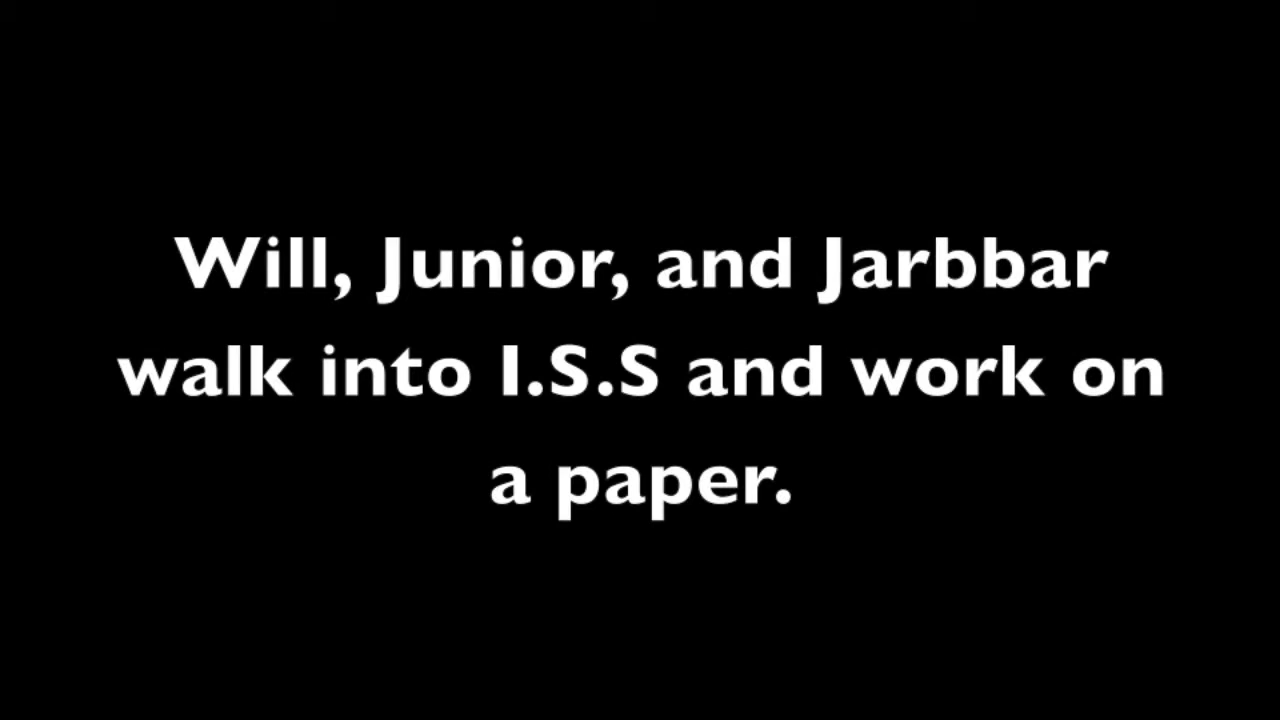 Will, Junior, and Jarbbar
walk into I.S.S and work on
a paper.